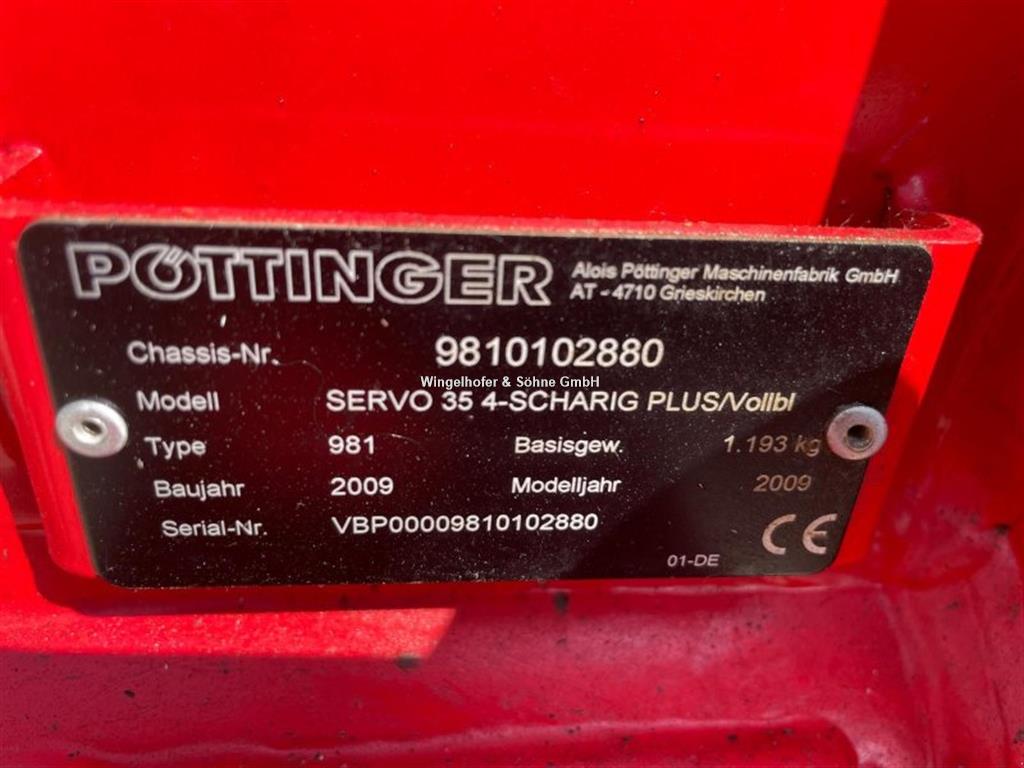 PÖTTINGER
Alois Pöttinger Maschinenfabrik GmbH
AT - 4710 Grieskirchen
Chassis-Nr. 9810102880
Wingelhofer & Söhne GmbH
Modell SERVO 35 4-SCHARIG PLUS/Vollbl
Type 981 Basisgew. 1.193 kg
Baujahr 2009 Modelljahr 2009
Serial-Nr. VBP00009810102880
CE
01-DE